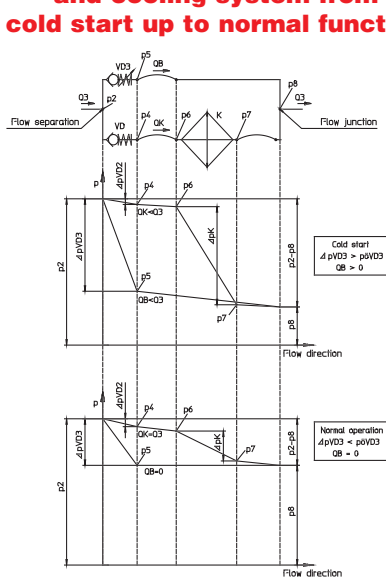 and cooling system from
cold start up to normal funct
p5
VD3
QB
p8
Q3
p2
Q3
p4
p6
K
p7
VD
QK
Flow separation
Flow junction
p
ΔpVD2
p4
p6
QK<Q3
ΔpVD3
ΔpK
Cold start
ΔpVD3 > pöVD3
QB > 0
p2-p8
p2
p5
QB<Q3
p7
p8
Flow direction
p
ΔpVD2
p4
p6
QK=Q3
ΔpVD3
ΔpK
p7
p5
QB=0
Normal operation
ΔpVD3 < pöVD3
QB = 0
p2-p8
p2
p8
Flow direction